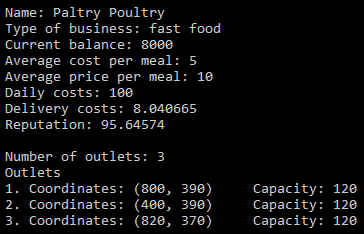 Name: Paltry Poultry
Type of business: fast food
Current balance: 8000
Average cost per meal: 5
Average price per meal: 10
Daily costs: 100
Delivery costs: 8.040665
Reputation: 95.64574

Number of outlets: 3
Outlets
1. Coordinates: (800, 390)     Capacity: 120
2. Coordinates: (400, 390)     Capacity: 120
3. Coordinates: (820, 370)     Capacity: 120